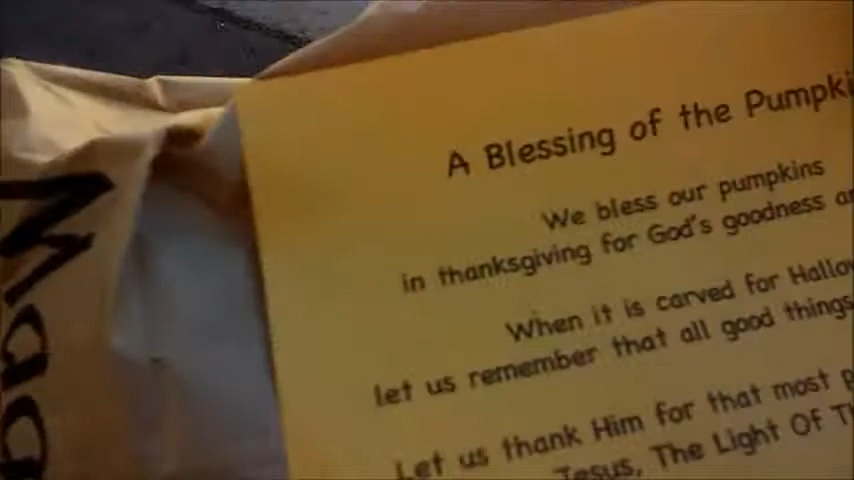 A Blessing of the Pumpki
We bless our pumpkins
in thanksgiving for God's goodness
When it is carved for
let us remember that all good things
Let us thank Him for that most
Jesus, The Light Of
Mag